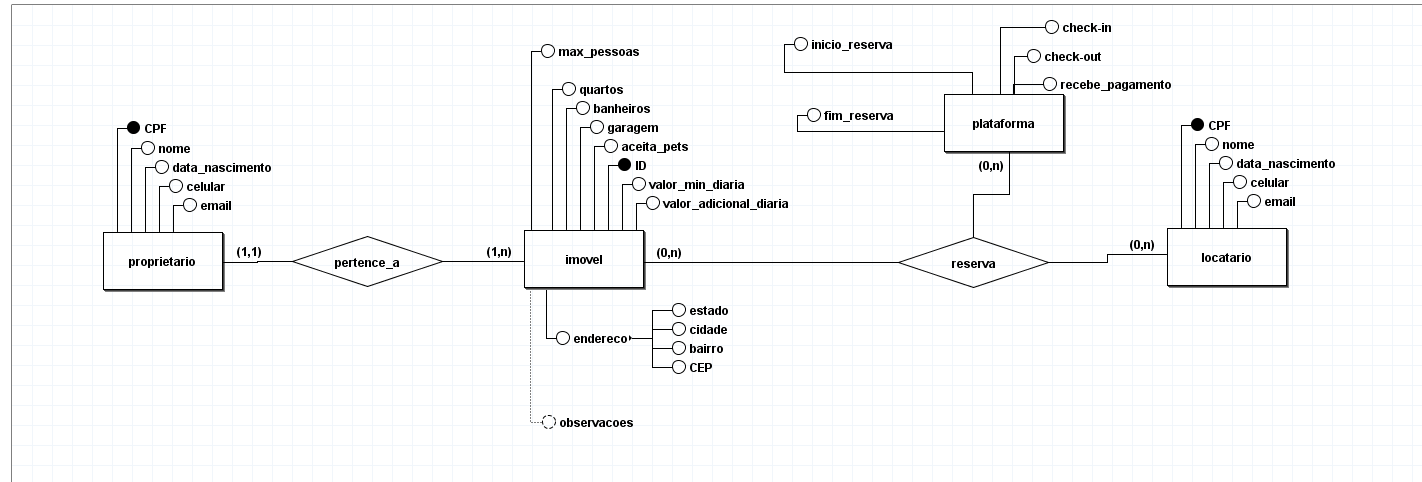 check-in
inicio_reserva
max_pessoas
check-out
recebe_pagamento
quartos
banheiros
fim_reserva
plataforma
garagem
CPF
CPF
nome
aceita_pets
nome
data_nascimento
ID
(0,n)
data_nascimento
celular
valor_min_diaria
celular
email
valor_adicional_diaria
email
(1,1)
(1,n)
(0,n)
(0,n)
proprietario
pertence_a
imovel
reserva
locatario
estado
cidade
endereco
bairro
CEP
observacoes